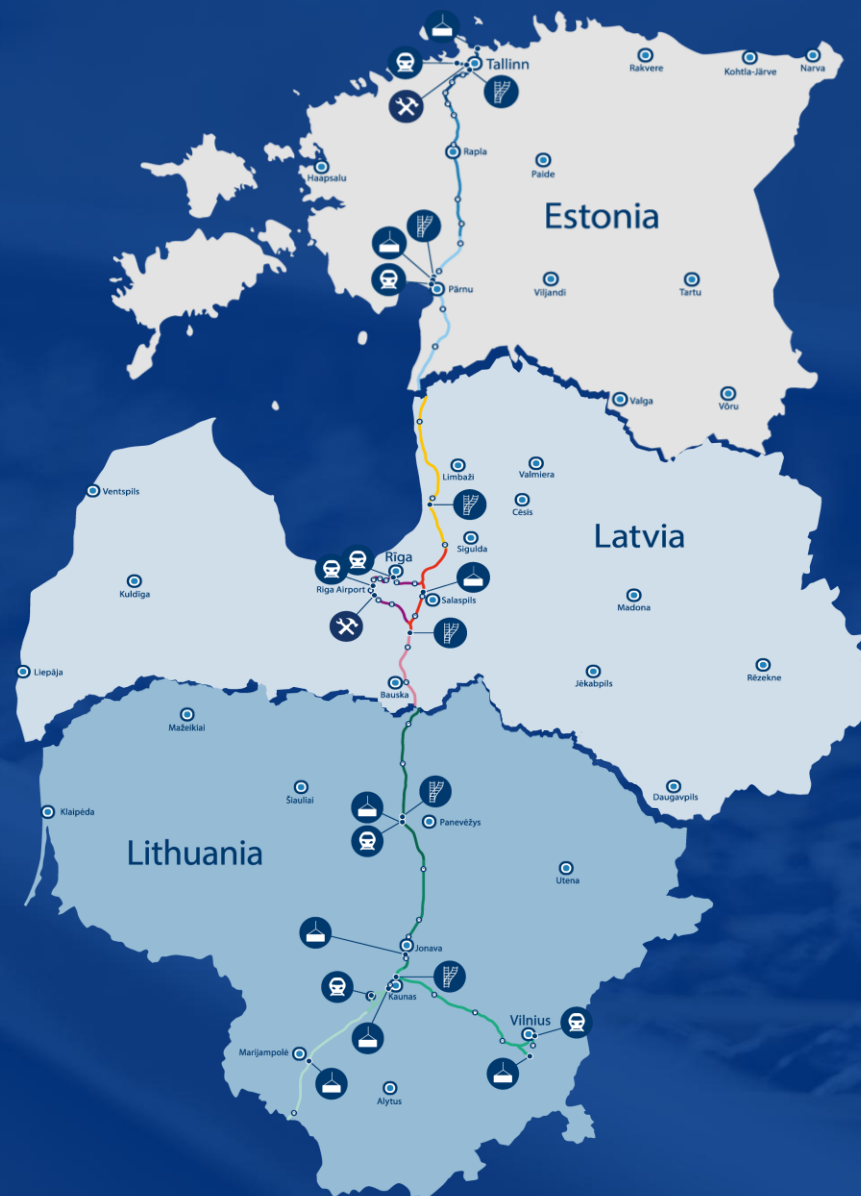 Tallinn
Rakvere
Kohtla-Järve
Narva
Rapla
Paide
Haapsalu
Estonia
Pärnu
Viljandi
Tartu
Valga
Võru
Limbaži
Valmiera
Ventspils
Cēsis
Latvia
Sigulda
Rīga
Riga Airport
Kuldīga
Salaspils
Madona
Liepāja
Bauska
Jēkabpils
Rēzekne
Mažeikiai
Šiauliai
Daugavpils
Klaipėda
Panevėžys
Lithuania
Utena
Jonava
Kaunas
Vilnius
Marijampolė
Alytus